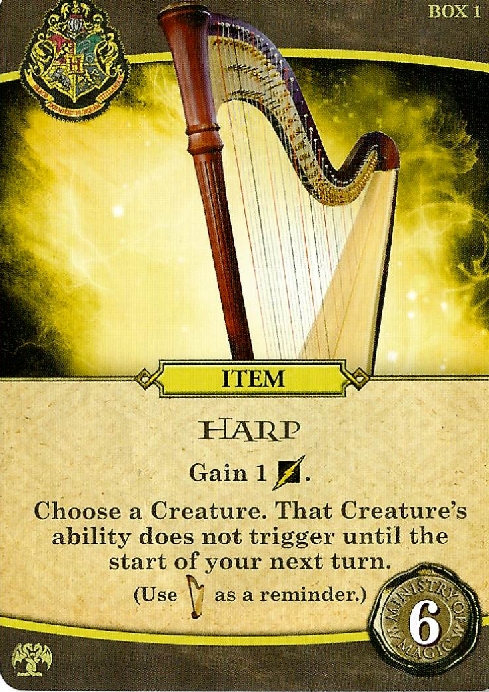 BOX 1
ITEM
HARP
Gain 1 .
Choose a Creature. That Creature's
ability does not trigger until the
start of your next turn.
(Use as a reminder.)
MINISTRY OF
MAGIC
6